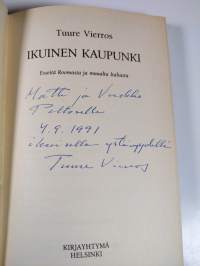 Tuure Vierros
IKUINEN KAUPUNKI
Esseitä Roomasta ja muualta Italiasta
Matti ja Vuokko
Peltoselle
4.9.1991
Tuure Vierros
KIRJAYHTYMÄ
HELSINKI